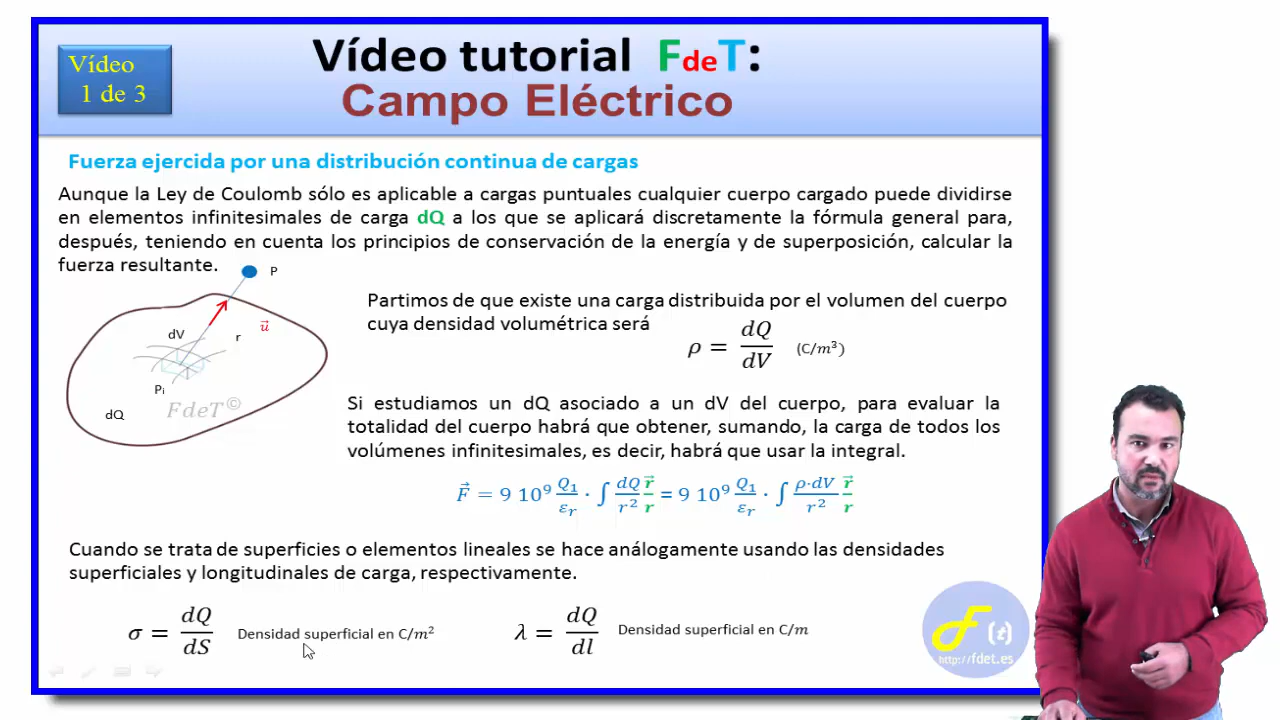 Vídeo
1 de 3
Vídeo tutorial FdeT:
Campo Eléctrico
Fuerza ejercida por una distribución continua de cargas
Aunque la Ley de Coulomb sólo es aplicable a cargas puntuales cualquier cuerpo cargado puede dividirse
en elementos infinitesimales de carga dQ a los que se aplicará discretamente la fórmula general para,
después, teniendo en cuenta los principios de conservación de la energía y de superposición, calcular la
fuerza resultante.
P
u⃗
dV
r
Pi
dQ
FdeT©
Partimos de que existe una carga distribuida por el volumen del cuerpo
cuya densidad volumétrica será
ρ = dQ/dV (C/m³)
Si estudiamos un dQ asociado a un dV del cuerpo, para evaluar la
totalidad del cuerpo habrá que obtener, sumando, la carga de todos los
volúmenes infinitesimales, es decir, habrá que usar la integral.
F⃗ = 9 10⁹ Q₁/εᵣ · ∫ dQ/r² r⃗/r = 9 10⁹ Q₁/εᵣ · ∫ ρ·dV/r² r⃗/r
Cuando se trata de superficies o elementos lineales se hace análogamente usando las densidades
superficiales y longitudinales de carga, respectivamente.
σ = dQ/dS Densidad superficial en C/m²
λ = dQ/dl Densidad superficial en C/m
F (t)
http://fdet.es